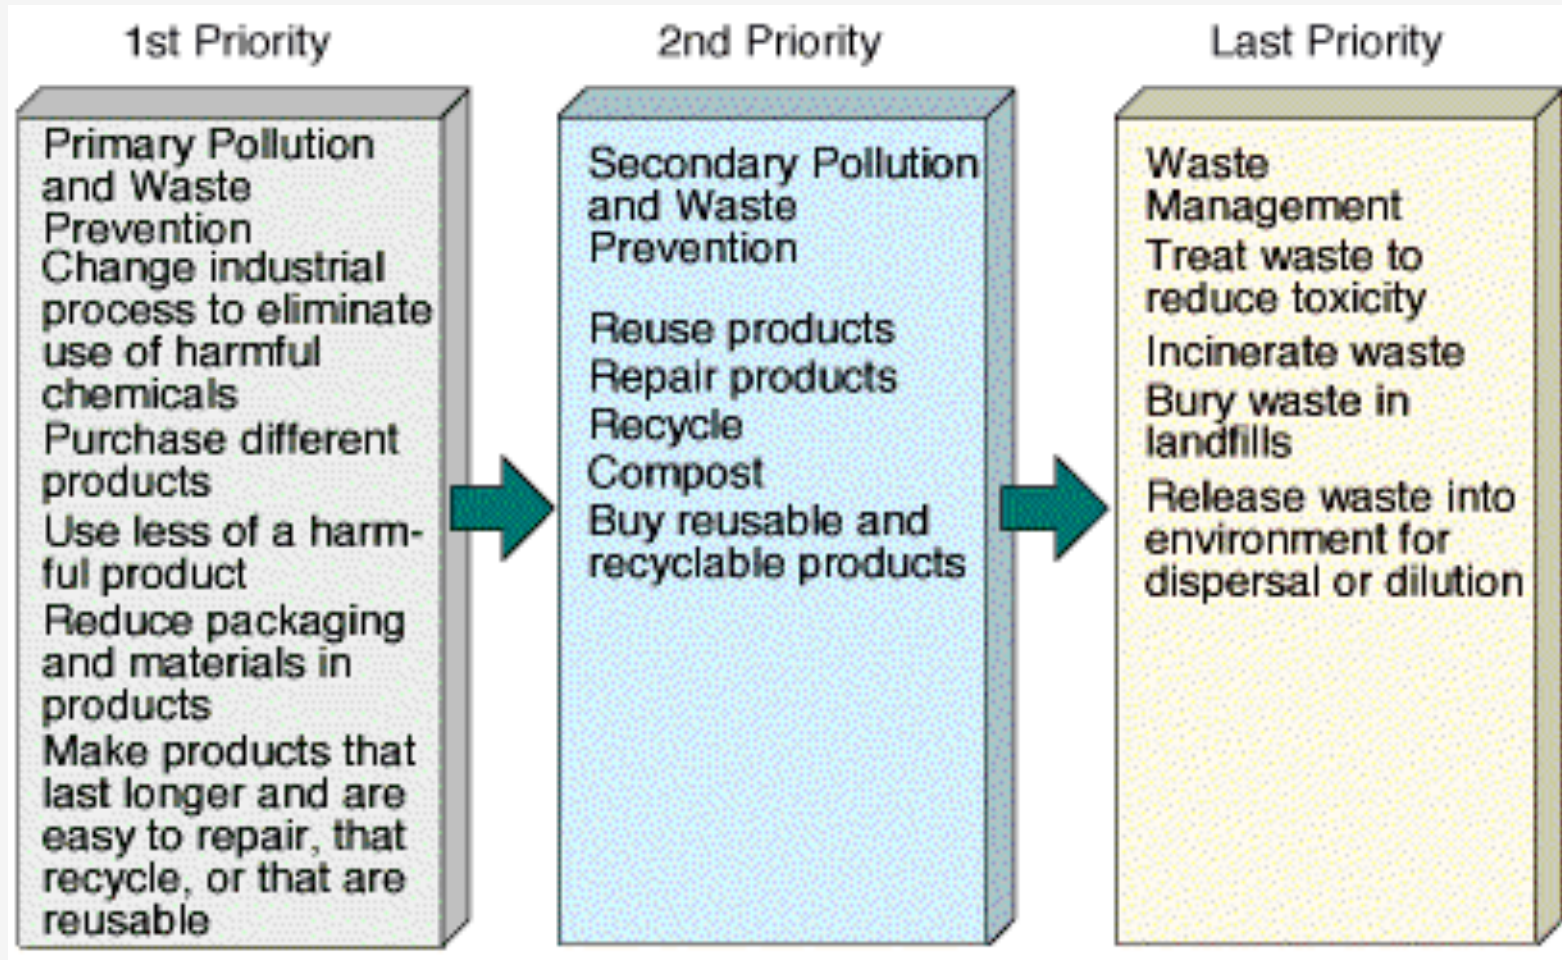 1st Priority
Primary Pollution
and Waste
Prevention
Change industrial
process to eliminate
use of harmful
chemicals
Purchase different
products
Use less of a harm-
ful product
Reduce packaging
and materials in
products
Make products that
last longer and are
easy to repair, that
recycle, or that are
reusable
2nd Priority
Secondary Pollution
and Waste
Prevention
Reuse products
Repair products
Recycle
Compost
Buy reusable and
recyclable products
Last Priority
Waste
Management
Treat waste to
reduce toxicity
Incinerate waste
Bury waste in
landfills
Release waste into
environment for
dispersal or dilution